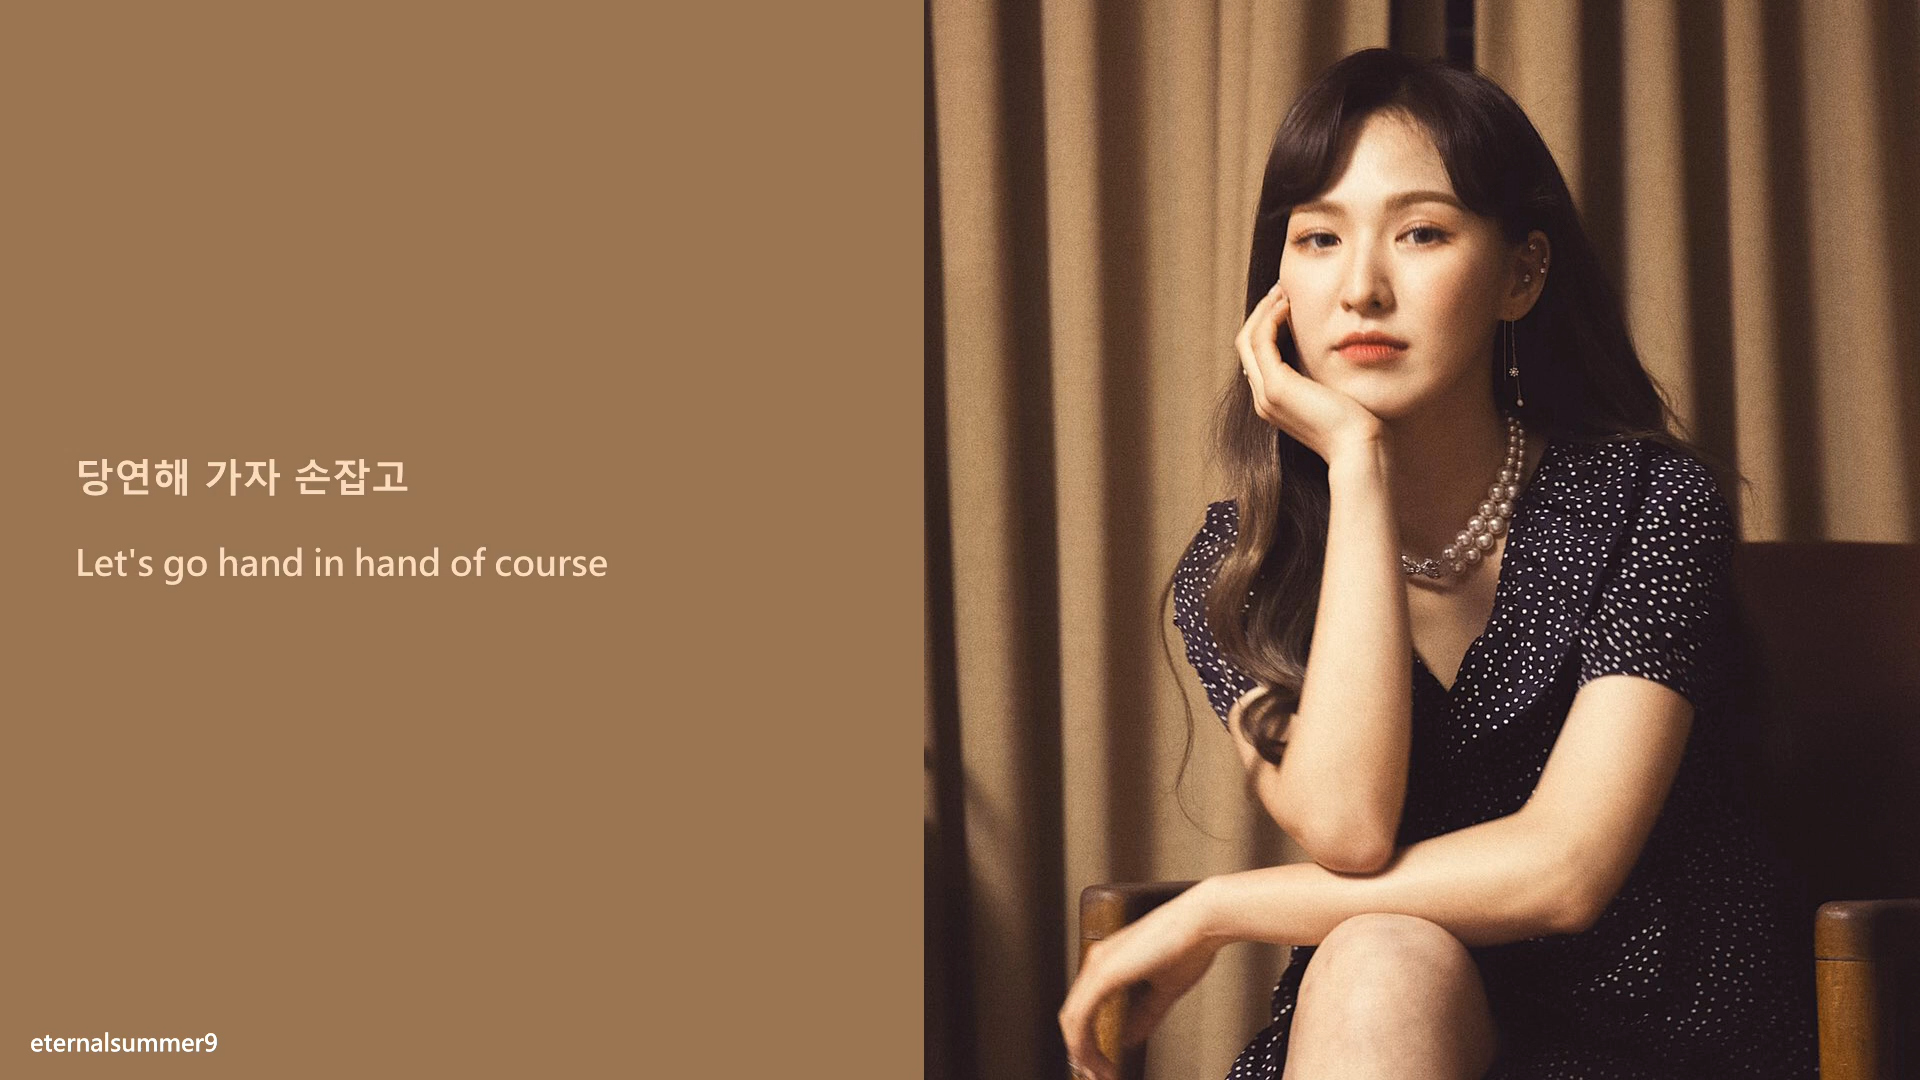 당연해 가자 손잡고
Let's go hand in hand of course
eternalsummer9